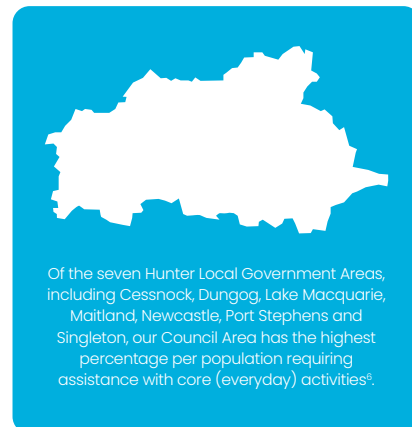 Of the seven Hunter Local Government Areas,
including Cessnock, Dungog, Lake Macquarie,
Maitland, Newcastle, Port Stephens and
Singleton, our Council Area has the highest
percentage per population requiring
assistance with core (everyday) activities⁶.